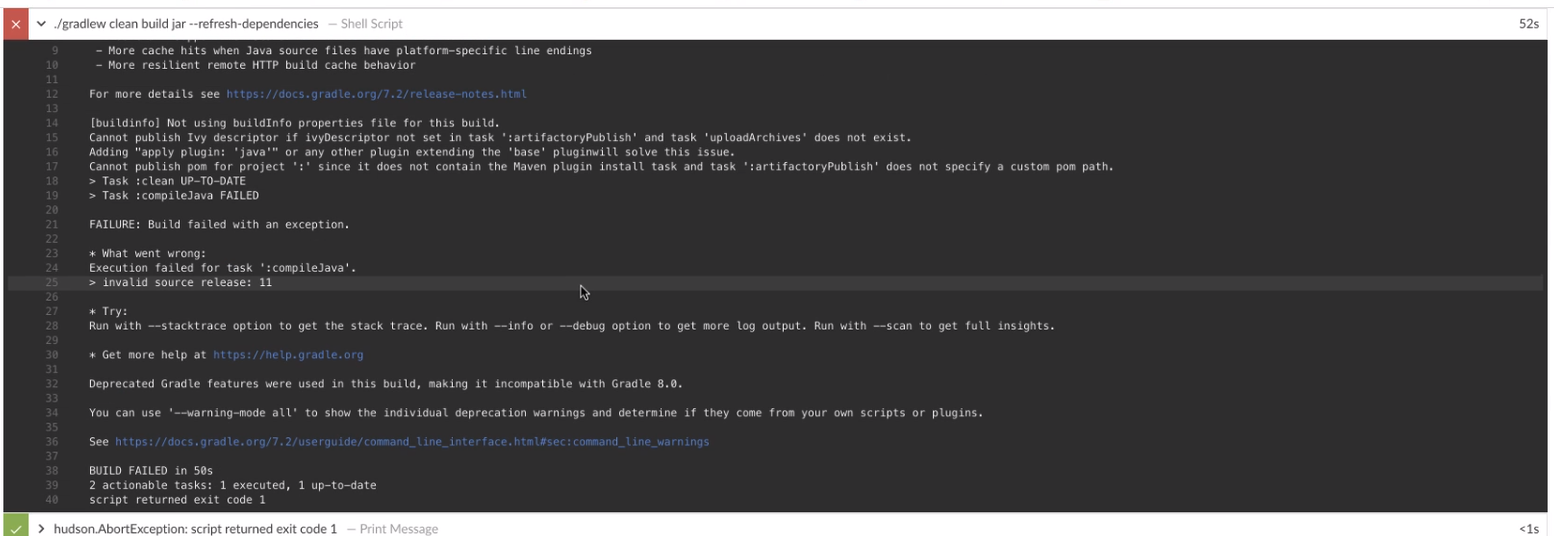 ./gradlew clean build jar --refresh-dependencies — Shell Script 52s
9 - More cache hits when Java source files have platform-specific line endings
10 - More resilient remote HTTP build cache behavior
11
12 For more details see https://docs.gradle.org/7.2/release-notes.html
13
14 [buildinfo] Not using buildInfo properties file for this build.
15 Cannot publish Ivy descriptor if ivyDescriptor not set in task ':artifactoryPublish' and task 'uploadArchives' does not exist.
16 Adding "apply plugin: 'java'" or any other plugin extending the 'base' pluginwill solve this issue.
17 Cannot publish pom for project ':' since it does not contain the Maven plugin install task and task ':artifactoryPublish' does not specify a custom pom path.
18 > Task :clean UP-TO-DATE
19 > Task :compileJava FAILED
20
21 FAILURE: Build failed with an exception.
22
23 * What went wrong:
24 Execution failed for task ':compileJava'.
25 > invalid source release: 11
26
27 * Try:
28 Run with --stacktrace option to get the stack trace. Run with --info or --debug option to get more log output. Run with --scan to get full insights.
29
30 * Get more help at https://help.gradle.org
31
32 Deprecated Gradle features were used in this build, making it incompatible with Gradle 8.0.
33
34 You can use '--warning-mode all' to show the individual deprecation warnings and determine if they come from your own scripts or plugins.
35
36 See https://docs.gradle.org/7.2/userguide/command_line_interface.html#sec:command_line_warnings
37
38 BUILD FAILED in 50s
39 2 actionable tasks: 1 executed, 1 up-to-date
40 script returned exit code 1
hudson.AbortException: script returned exit code 1 — Print Message <1s